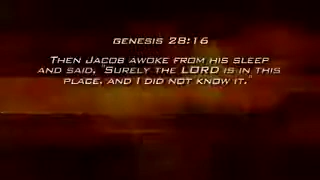 GENESIS 28:16
THEN JACOB AWOKE FROM HIS SLEEP
AND SAID, "SURELY THE LORD IS IN THIS
PLACE, AND I DID NOT KNOW IT."